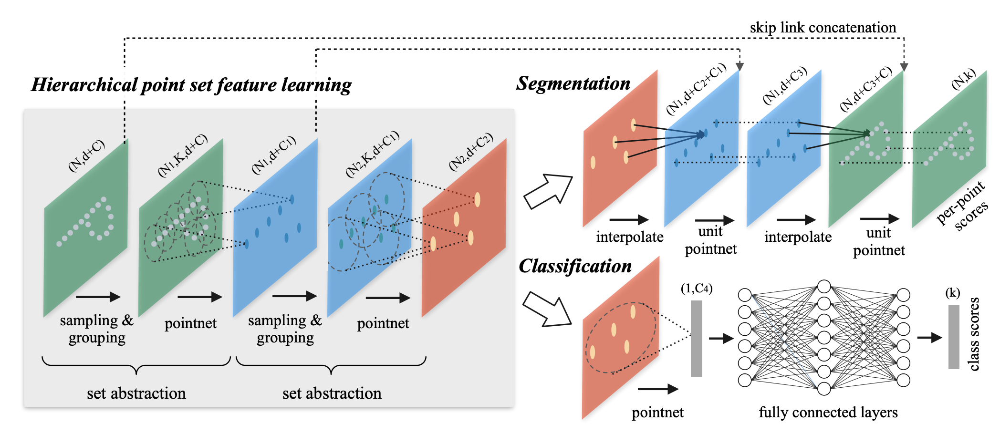 skip link concatenation
Hierarchical point set feature learning
(N,d+C)
(N1,K,d+C)
(N1,d+C1)
(N2,K,d+C1)
(N2,d+C2)
sampling &
grouping
pointnet
sampling &
grouping
pointnet
set abstraction
set abstraction
Segmentation
(N1,d+C2+C1)
(N1,d+C3)
(N,d+C3+C)
(N,k)
interpolate
unit
pointnet
interpolate
unit
pointnet
per-point
scores
Classification
(1,C4)
(k)
class scores
pointnet
fully connected layers